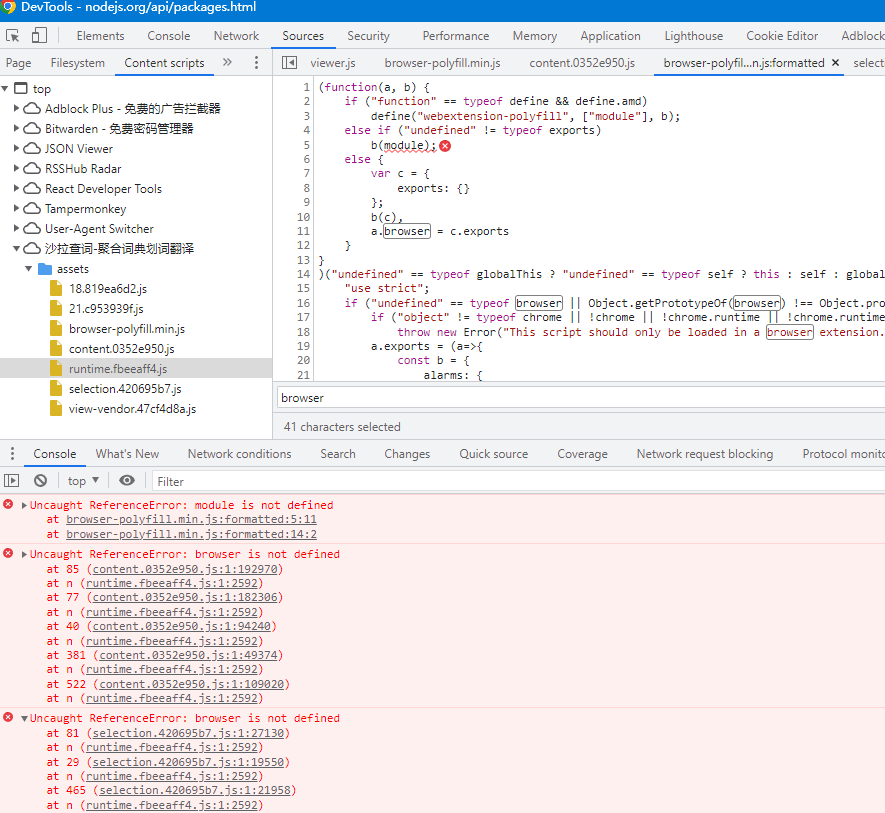 DevTools - nodejs.org/api/packages.html
Elements Console Network Sources Security Performance Memory Application Lighthouse Cookie Editor Adblock
Page Filesystem Content scripts » viewer.js browser-polyfill.min.js content.0352e950.js browser-polyfil...n.js:formatted × select
top
Adblock Plus - 免费的广告拦截器
Bitwarden - 免费密码管理器
JSON Viewer
RSSHub Radar
React Developer Tools
Tampermonkey
User-Agent Switcher
沙拉查词-聚合词典划词翻译
assets
18.819ea6d2.js
21.c953939f.js
browser-polyfill.min.js
content.0352e950.js
runtime.fbeeaff4.js
selection.420695b7.js
view-vendor.47cf4d8a.js
1 (function(a, b) {
2 if ("function" == typeof define && define.amd)
3 define("webextension-polyfill", ["module"], b);
4 else if ("undefined" != typeof exports)
5 b(module);
6 else {
7 var c = {
8 exports: {}
9 };
10 b(c),
11 a.browser = c.exports
12 }
13 }
14 )("undefined" == typeof globalThis ? "undefined" == typeof self ? this : self : global
15 "use strict";
16 if ("undefined" == typeof browser || Object.getPrototypeOf(browser) !== Object.pro
17 if ("object" != typeof chrome || !chrome || !chrome.runtime || !chrome.runtime
18 throw new Error("This script should only be loaded in a browser extension.
19 a.exports = (a=>{
20 const b = {
21 alarms: {
browser
41 characters selected
Console What's New Network conditions Search Changes Quick source Coverage Network request blocking Protocol monito
top Filter
Uncaught ReferenceError: module is not defined
at browser-polyfill.min.js:formatted:5:11
at browser-polyfill.min.js:formatted:14:2
Uncaught ReferenceError: browser is not defined
at 85 (content.0352e950.js:1:192970)
at n (runtime.fbeeaff4.js:1:2592)
at 77 (content.0352e950.js:1:182306)
at n (runtime.fbeeaff4.js:1:2592)
at 40 (content.0352e950.js:1:94240)
at n (runtime.fbeeaff4.js:1:2592)
at 381 (content.0352e950.js:1:49374)
at n (runtime.fbeeaff4.js:1:2592)
at 522 (content.0352e950.js:1:109020)
at n (runtime.fbeeaff4.js:1:2592)
Uncaught ReferenceError: browser is not defined
at 81 (selection.420695b7.js:1:27130)
at n (runtime.fbeeaff4.js:1:2592)
at 29 (selection.420695b7.js:1:19550)
at n (runtime.fbeeaff4.js:1:2592)
at 465 (selection.420695b7.js:1:21958)
at n (runtime.fbeeaff4.js:1:2592)